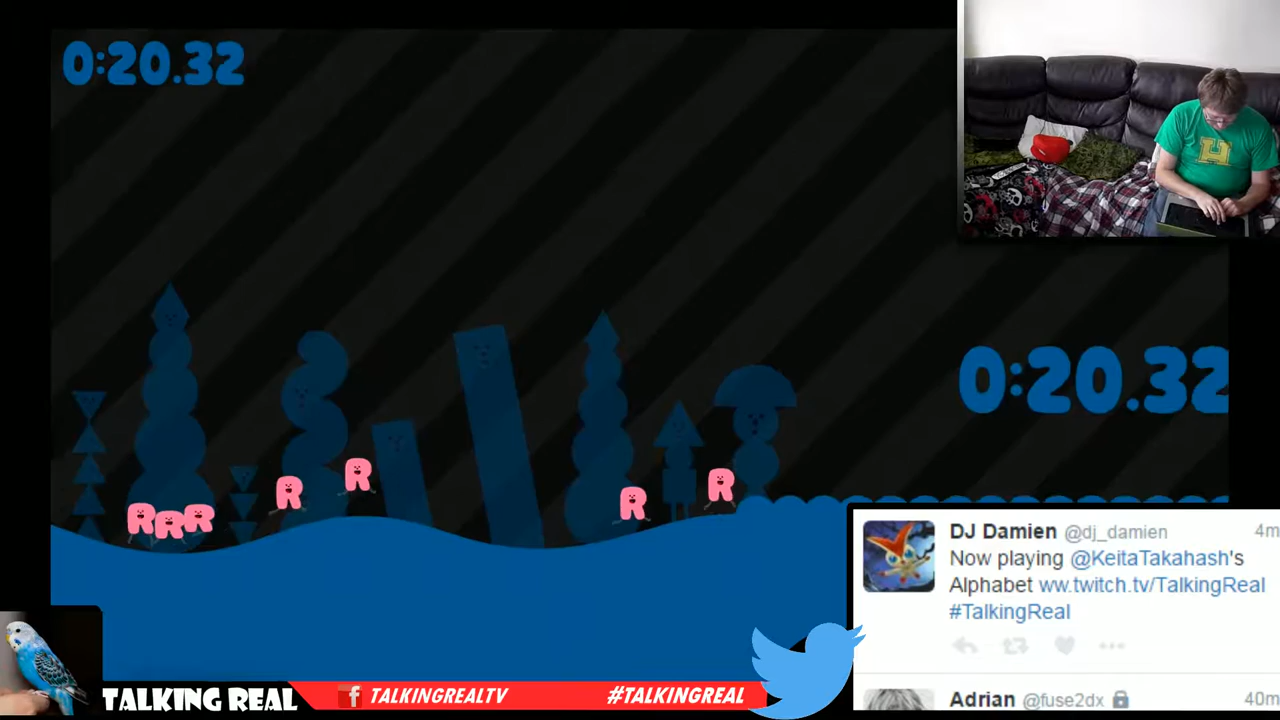 0:20.32
H
0:20.32
R R R R R R R
DJ Damien @dj_damien 4m
Now playing @KeitaTakahash's
Alphabet ww.twitch.tv/TalkingReal
#TalkingReal
Adrian @fuse2dx 40m
TALKING REAL
f TALKINGREALTV #TALKINGREAL